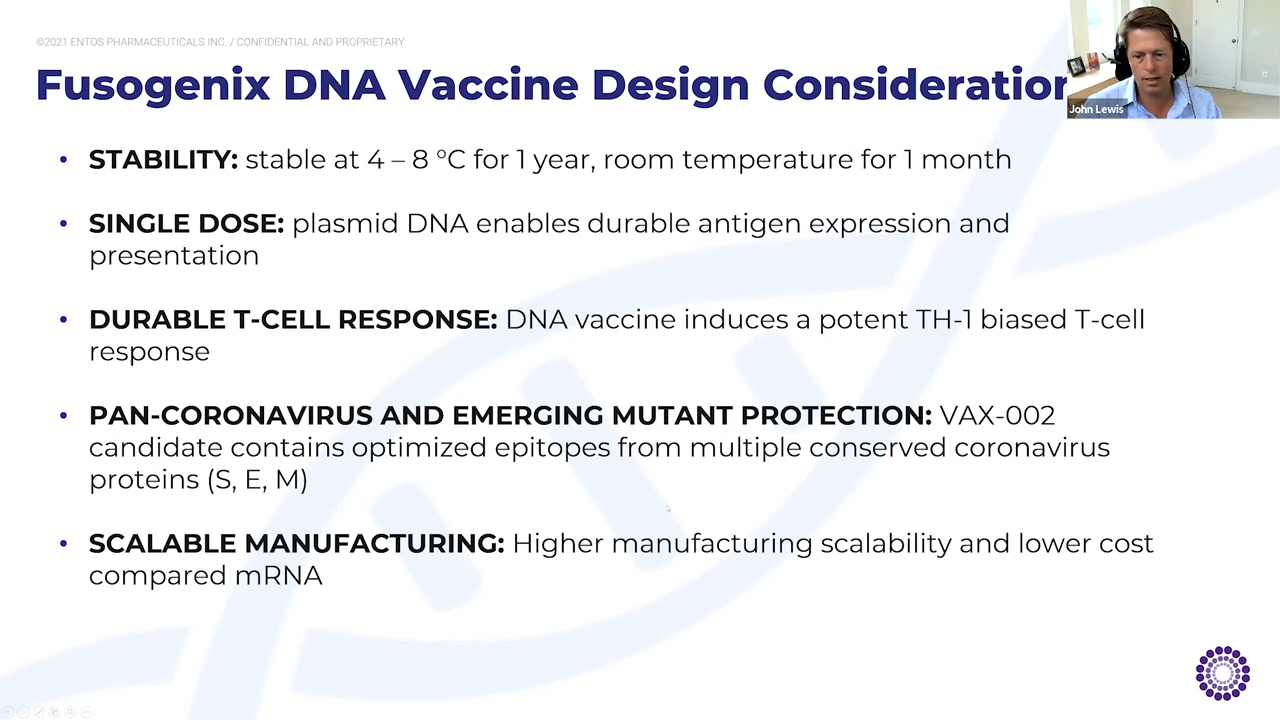 ©2021 ENTOS PHARMACEUTICALS INC. / CONFIDENTIAL AND PROPRIETARY
Fusogenix DNA Vaccine Design Consideration
John Lewis
• STABILITY: stable at 4 – 8 °C for 1 year, room temperature for 1 month
• SINGLE DOSE: plasmid DNA enables durable antigen expression and
presentation
• DURABLE T-CELL RESPONSE: DNA vaccine induces a potent TH-1 biased T-cell
response
• PAN-CORONAVIRUS AND EMERGING MUTANT PROTECTION: VAX-002
candidate contains optimized epitopes from multiple conserved coronavirus
proteins (S, E, M)
• SCALABLE MANUFACTURING: Higher manufacturing scalability and lower cost
compared mRNA